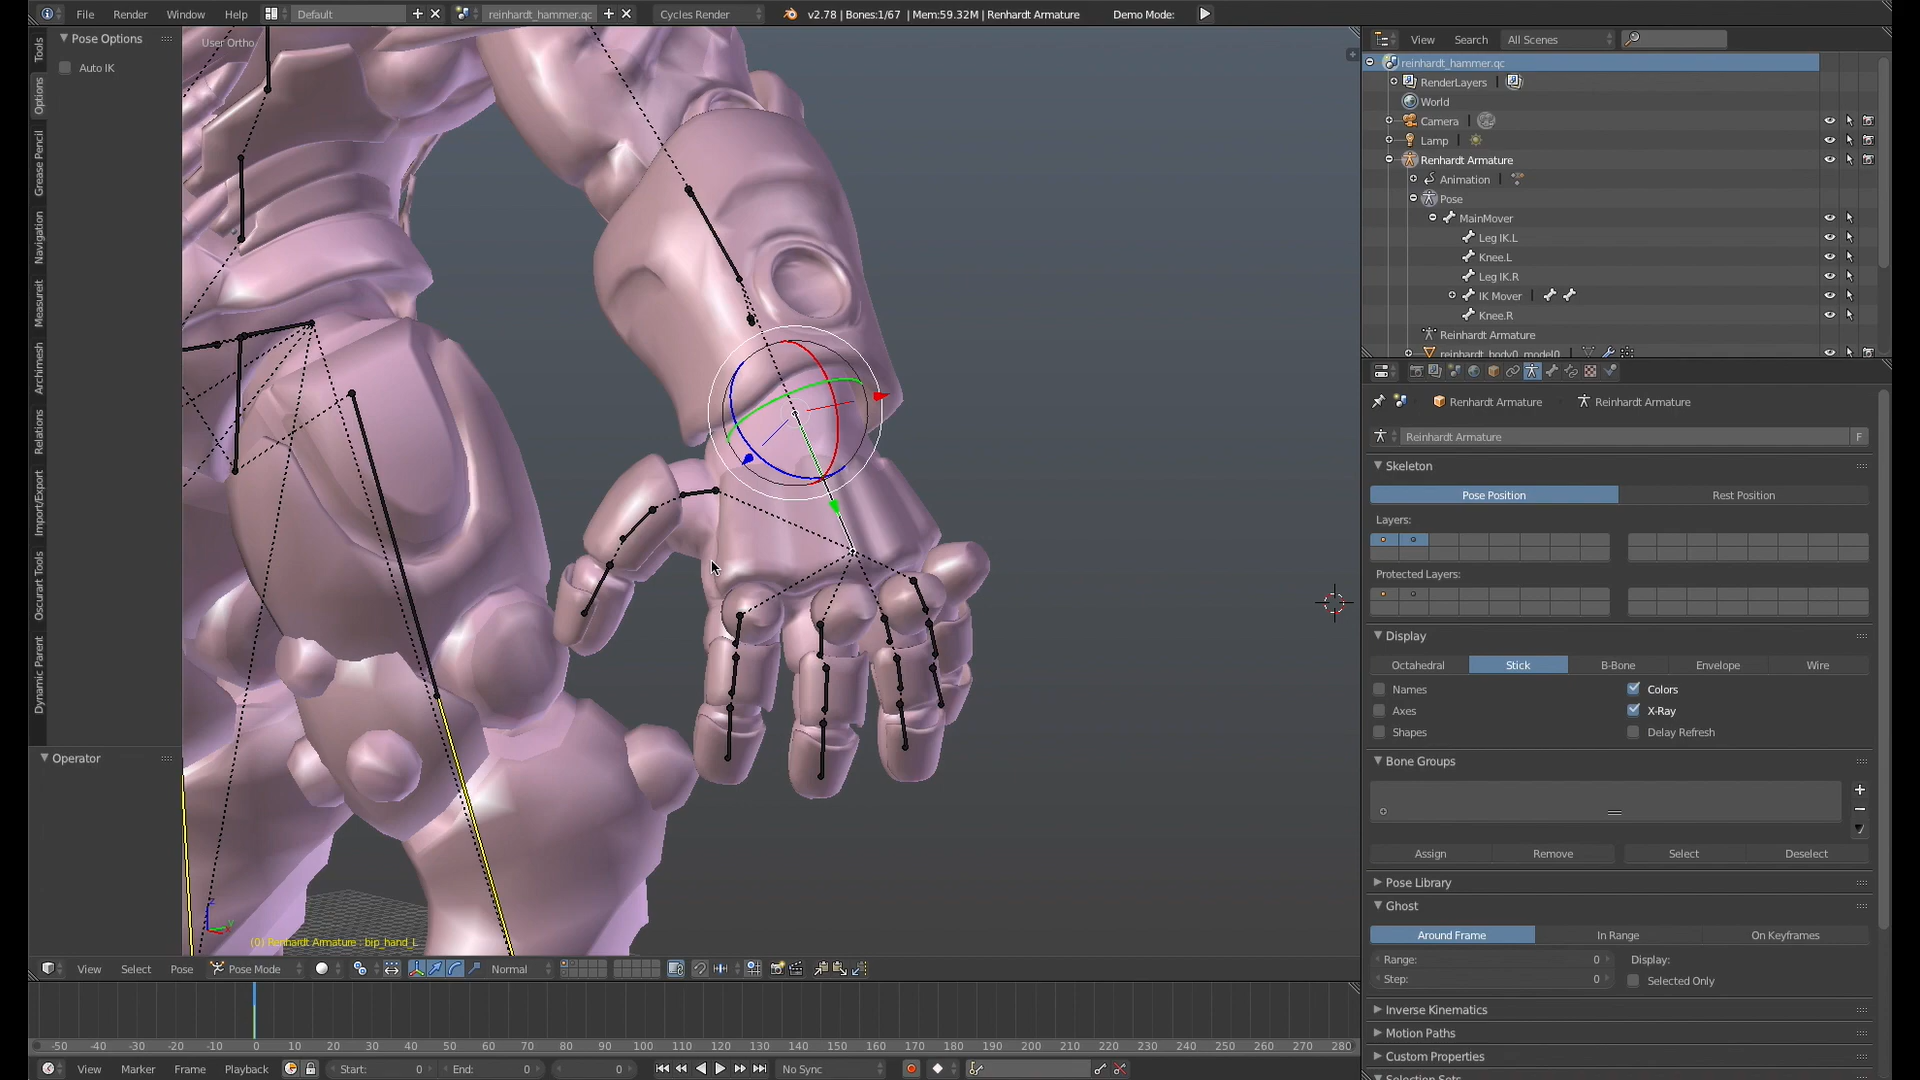 File Render Window Help Default reinhardt_hammer.qc Cycles Render v2.78 | Bones:1/67 | Mem:59.32M | Renhardt Armature Demo Mode:
Pose Options
Auto IK
Tools
Options
Grease Pencil
Navigation
Measureit
Archimesh
Relations
Import/Export
Oscurart Tools
Dynamic Parent
Operator
User Ortho
(0) Renhardt Armature : bip_hand_L
View Select Pose Pose Mode Normal
-50 -40 -30 -20 -10 0 10 20 30 40 50 60 70 80 90 100 110 120 130 140 150 160 170 180 190 200 210 220 230 240 250 260 270 280
View Marker Frame Playback Start: 0 End: 0 0 No Sync
View Search All Scenes
reinhardt_hammer.qc
RenderLayers
World
Camera
Lamp
Renhardt Armature
Animation
Pose
MainMover
Leg IK.L
Knee.L
Leg IK.R
IK Mover
Knee.R
Reinhardt Armature
reinhardt_body0_model0
Renhardt Armature Reinhardt Armature
Reinhardt Armature F
Skeleton
Pose Position Rest Position
Layers:
Protected Layers:
Display
Octahedral Stick B-Bone Envelope Wire
Names Colors
Axes X-Ray
Shapes Delay Refresh
Bone Groups
Assign Remove Select Deselect
Pose Library
Ghost
Around Frame In Range On Keyframes
Range: 0 Display:
Step: 0 Selected Only
Inverse Kinematics
Motion Paths
Custom Properties
Selection Sets